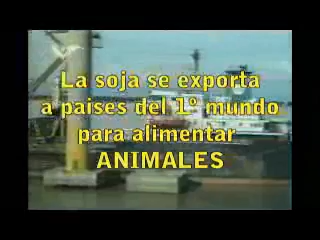 La soja se exporta
a paises del 1º mundo
para alimentar
ANIMALES